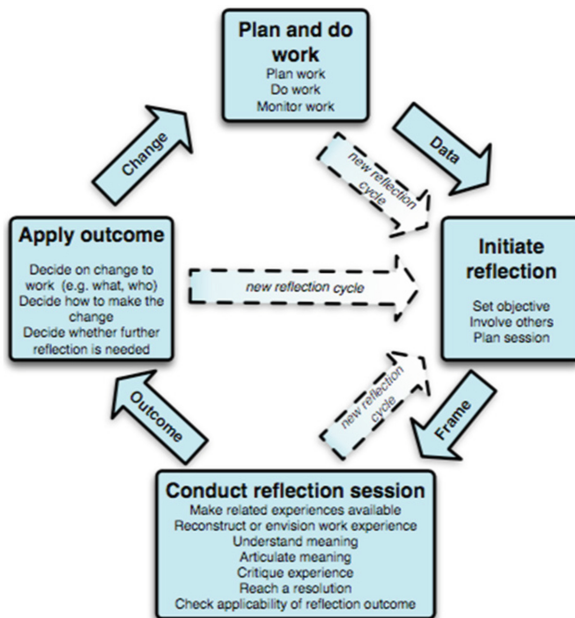 Plan and do
work
Plan work
Do work
Monitor work
Change
Data
new reflection
cycle
Apply outcome
Decide on change to
work (e.g. what, who)
Decide how to make the
change
Decide whether further
reflection is needed
new reflection cycle
Initiate
reflection
Set objective
Involve others
Plan session
Outcome
new reflection
cycle
Frame
Conduct reflection session
Make related experiences available
Reconstruct or envision work experience
Understand meaning
Articulate meaning
Critique experience
Reach a resolution
Check applicability of reflection outcome